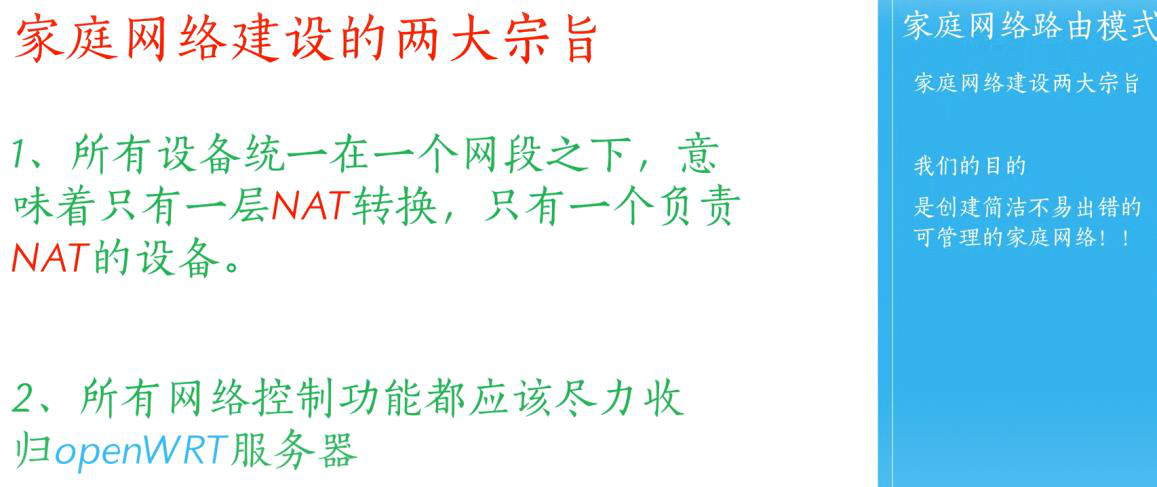 家庭网络建设的两大宗旨
1、所有设备统一在一个网段之下，意
味着只有一层NAT转换，只有一个负责
NAT的设备。
2、所有网络控制功能都应该尽力收
归openWRT服务器
家庭网络路由模式
家庭网络建设两大宗旨
我们的目的
是创建简洁不易出错的
可管理的家庭网络！！